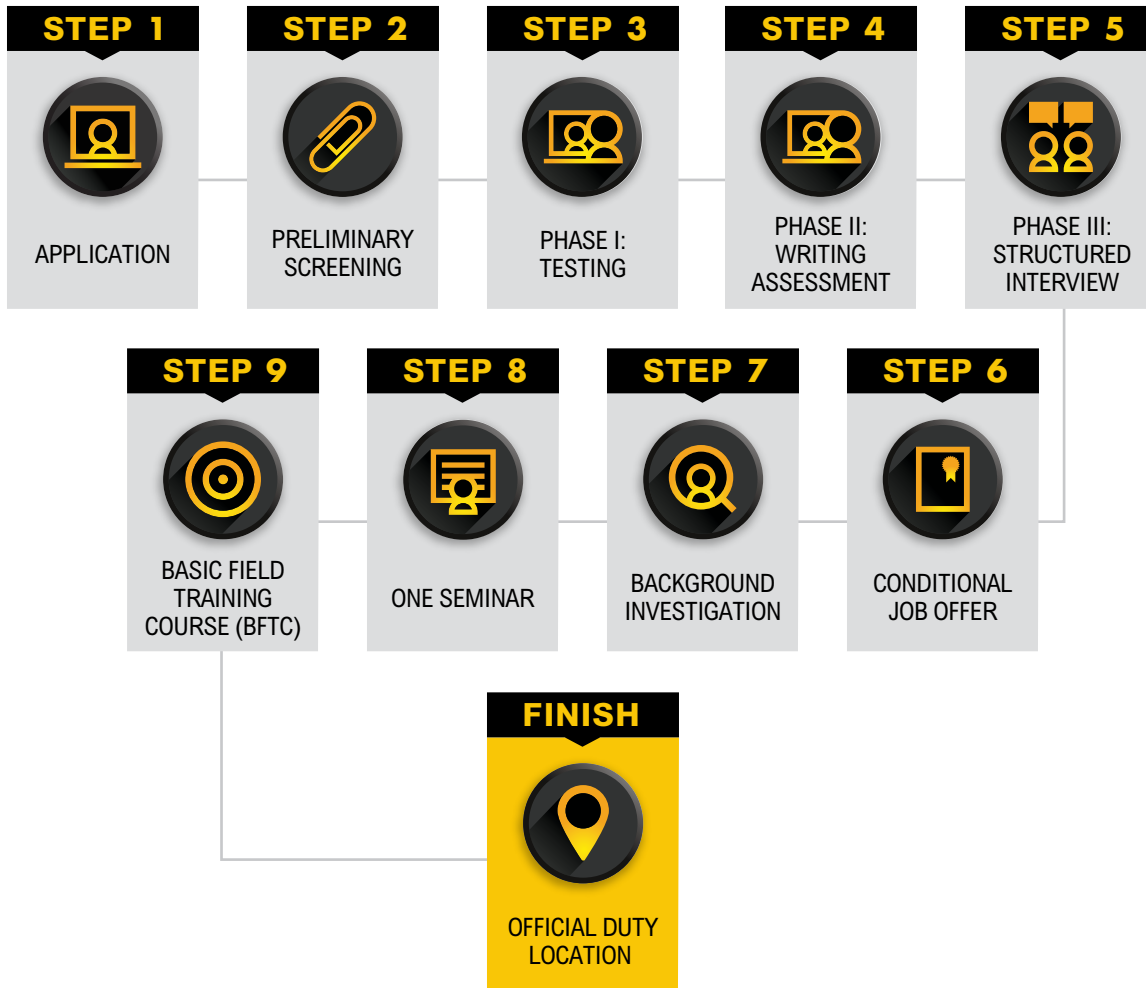 STEP 1
APPLICATION
STEP 2
PRELIMINARY
SCREENING
STEP 3
PHASE I:
TESTING
STEP 4
PHASE II:
WRITING
ASSESSMENT
STEP 5
PHASE III:
STRUCTURED
INTERVIEW
STEP 6
CONDITIONAL
JOB OFFER
STEP 7
BACKGROUND
INVESTIGATION
STEP 8
ONE SEMINAR
STEP 9
BASIC FIELD
TRAINING
COURSE (BFTC)
FINISH
OFFICIAL DUTY
LOCATION